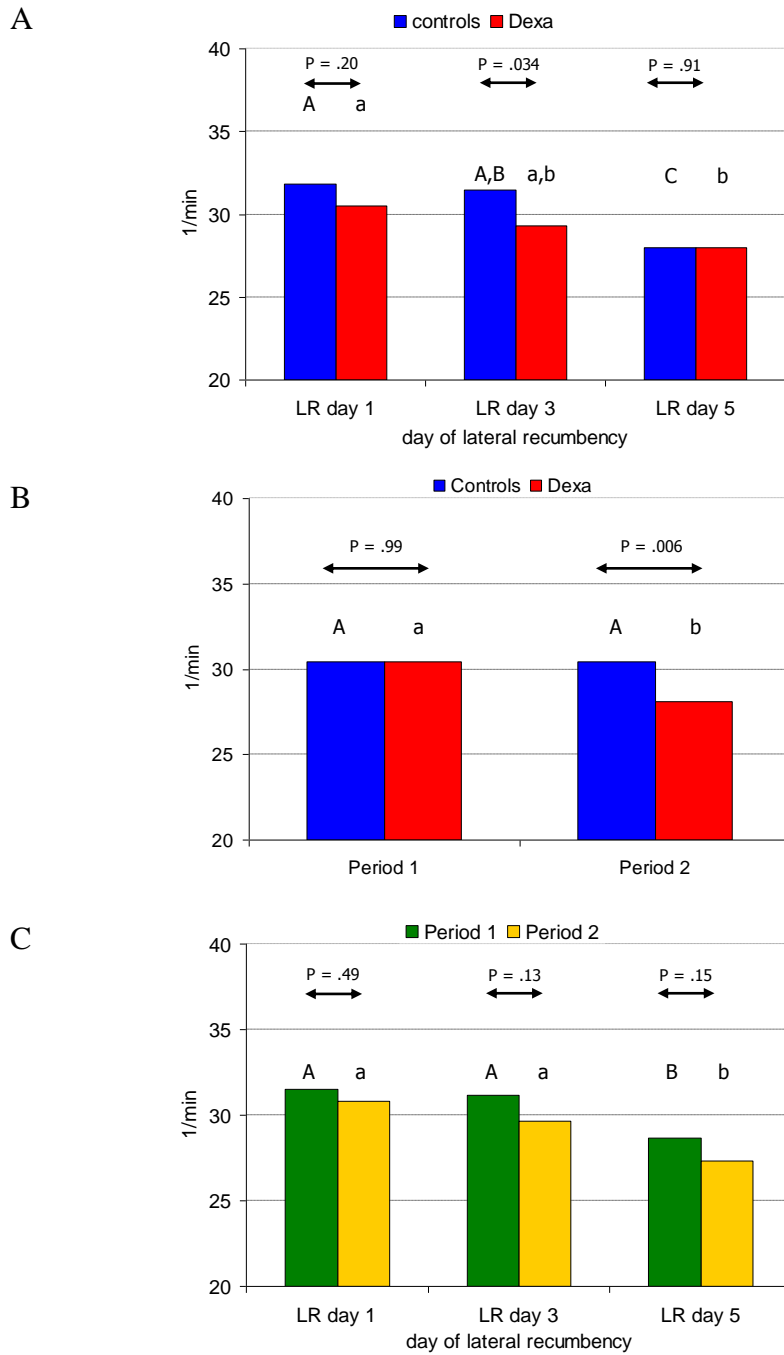 A
controls Dexa
40
P = .20 P = .034 P = .91
A a
35
A,B a,b C b
1/min
30
25
20
LR day 1 LR day 3 LR day 5
day of lateral recumbency
B
Controls Dexa
40
P = .99 P = .006
35
A a A b
1/min
30
25
20
Period 1 Period 2
C
Period 1 Period 2
40
P = .49 P = .13 P = .15
35
A a A a B b
1/min
30
25
20
LR day 1 LR day 3 LR day 5
day of lateral recumbency